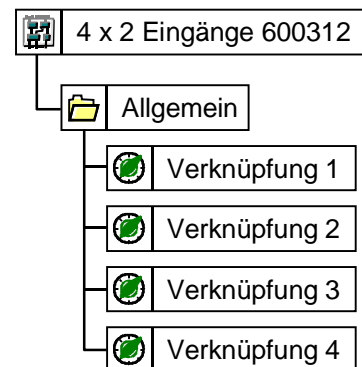 4 x 2 Eingänge 600312
Allgemein
Verknüpfung 1
Verknüpfung 2
Verknüpfung 3
Verknüpfung 4